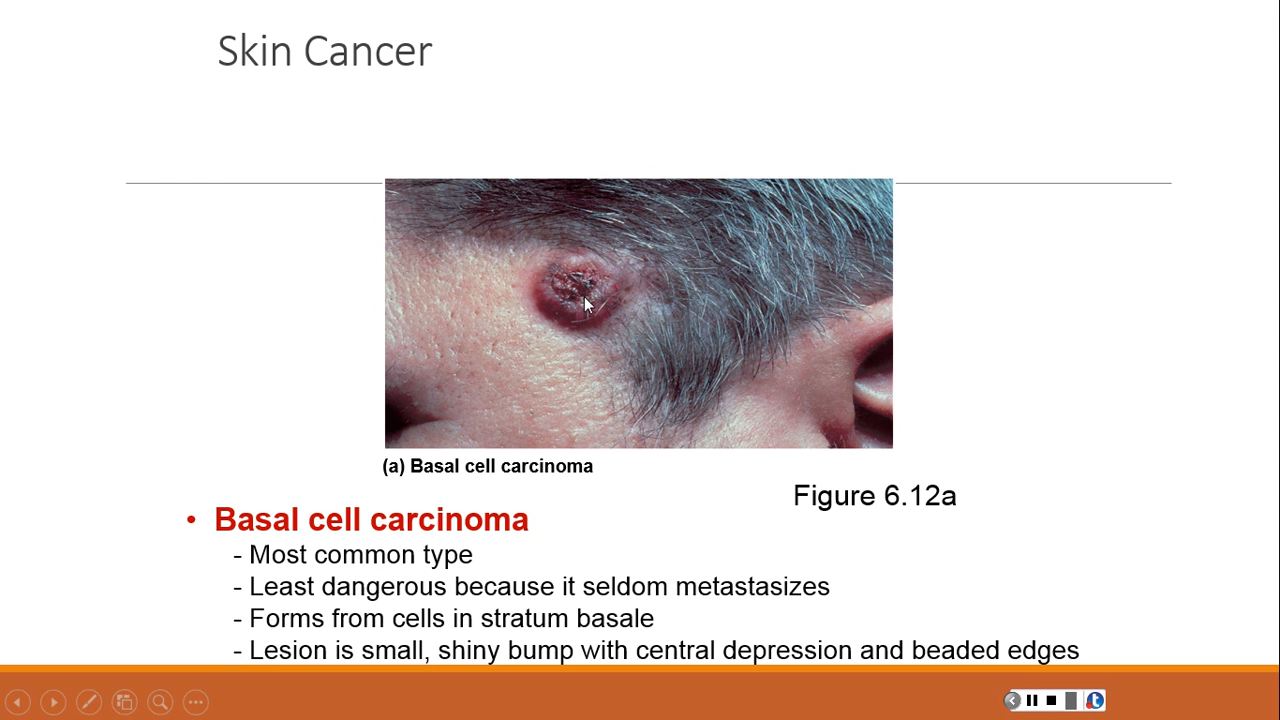 Skin Cancer
(a) Basal cell carcinoma
Figure 6.12a
• Basal cell carcinoma
- Most common type
- Least dangerous because it seldom metastasizes
- Forms from cells in stratum basale
- Lesion is small, shiny bump with central depression and beaded edges
t